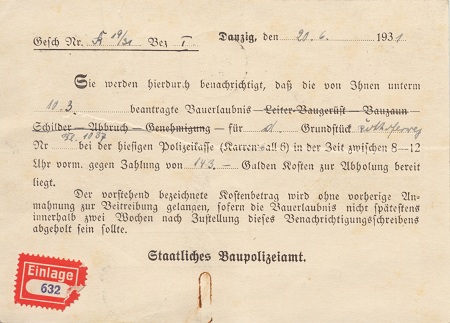 Gesch Nr. A 19/31 Bez I Danzig, den 20. 6. 1931
Sie werden hierdurch benachrichtigt, daß die von Ihnen unterm
10.3. beantragte Bauerlaubnis Leiter-Baugerüst – Bauzaun
Schilder – Abbruch – Genehmigung – für d Grundstück
Nr bei der hiesigen Polizeikasse (Karrenwall 6) in der Zeit zwischen 8–12
Uhr vorm. gegen Zahlung von 143.– Gulden Kosten zur Abholung bereit
liegt.
Der vorstehend bezeichnete Kostenbetrag wird ohne vorherige An-
mahnung zur Beitreibung gelangen, sofern die Bauerlaubnis nicht spätestens
innerhalb zwei Wochen nach Zustellung dieses Benachrichtigungsschreibens
abgeholt sein sollte.
Staatliches Baupolizeiamt.
Einlage
632